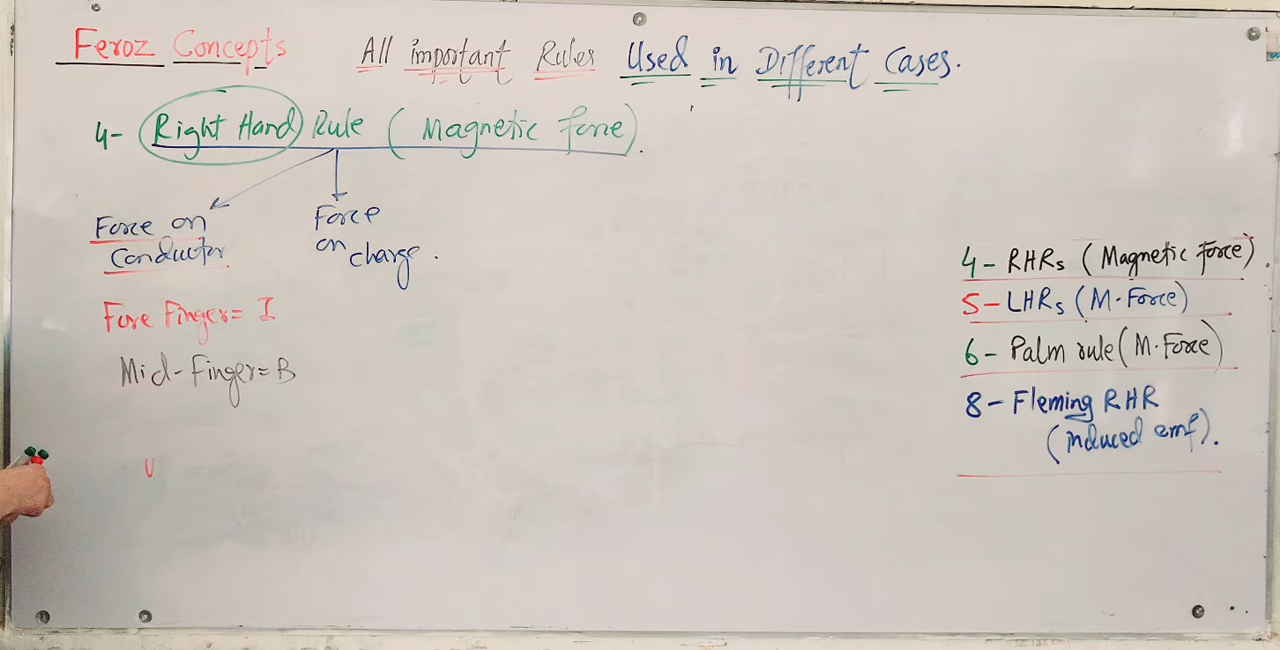 Feroz Concepts All important Rules Used in Different Cases.
4- Right Hand Rule (Magnetic force).
Force on
Conductor
Force
on charge.
Fore Finger = I
Mid-Finger = B
U
4- RHRs (Magnetic force).
5- LHRs (M.Force)
6- Palm rule (M.Force)
8- Fleming RHR
(induced emf).